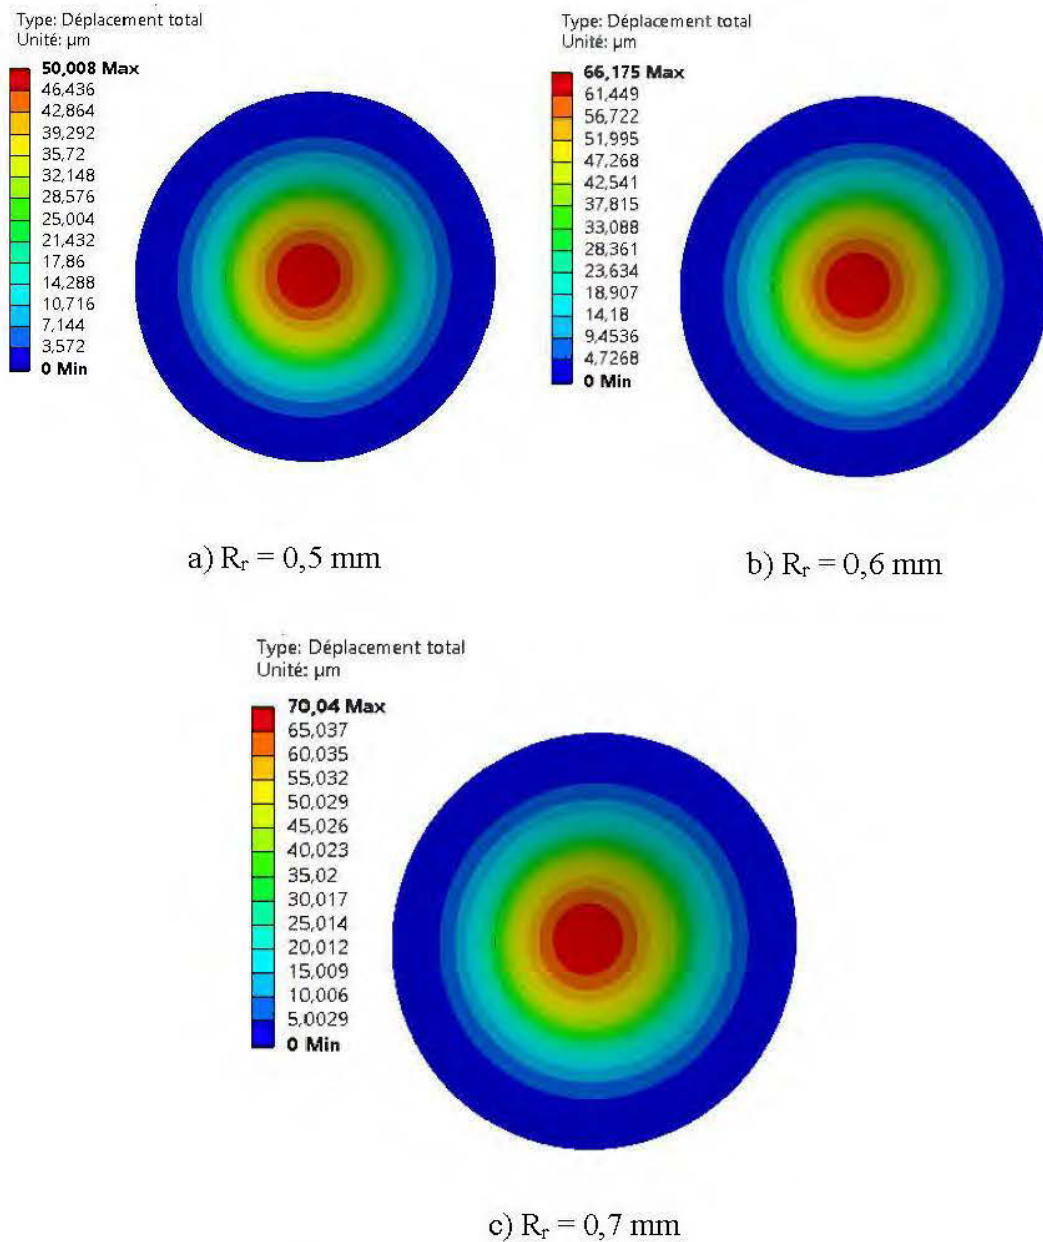 Type: Déplacement total
Unité: µm
50,008 Max
46,436
42,864
39,292
35,72
32,148
28,576
25,004
21,432
17,86
14,288
10,716
7,144
3,572
0 Min
a) Rᵣ = 0,5 mm
Type: Déplacement total
Unité: µm
66,175 Max
61,449
56,722
51,995
47,268
42,541
37,815
33,088
28,361
23,634
18,907
14,18
9,4536
4,7268
0 Min
b) Rᵣ = 0,6 mm
Type: Déplacement total
Unité: µm
70,04 Max
65,037
60,035
55,032
50,029
45,026
40,023
35,02
30,017
25,014
20,012
15,009
10,006
5,0029
0 Min
c) Rᵣ = 0,7 mm